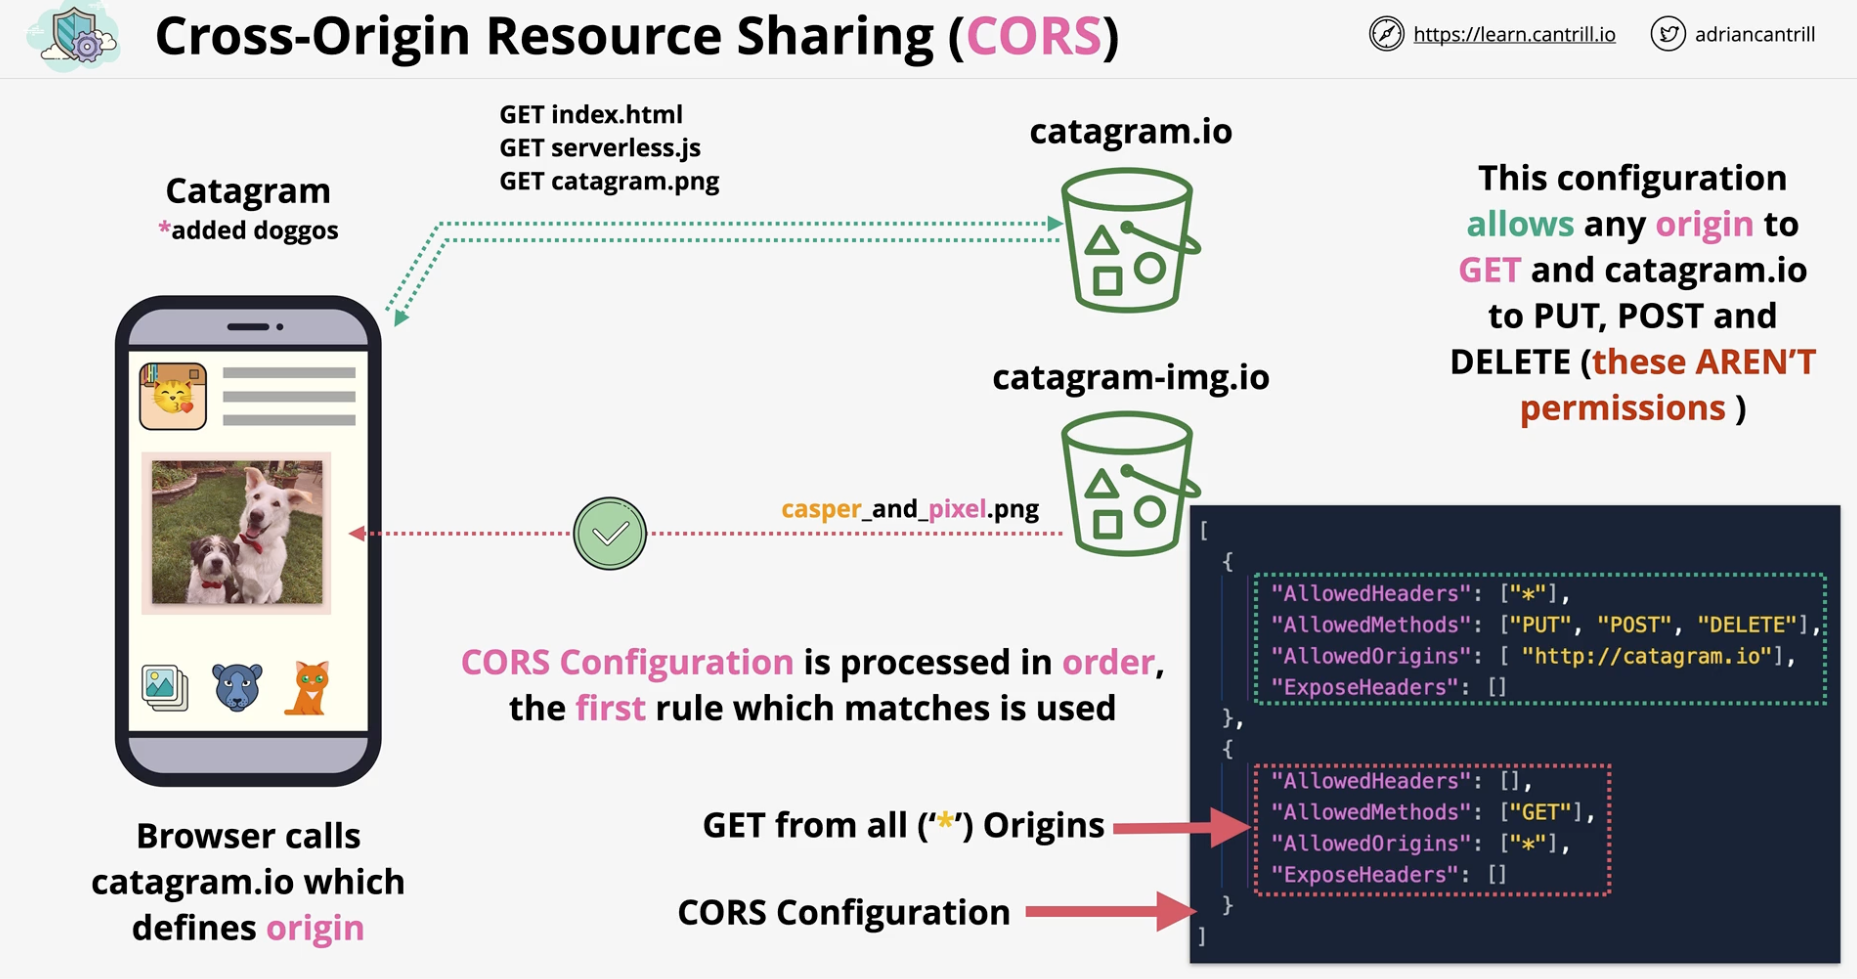 Cross-Origin Resource Sharing (CORS)
https://learn.cantrill.io
adriancantrill
GET index.html
GET serverless.js
GET catagram.png
catagram.io
Catagram
*added doggos
This configuration
allows any origin to
GET and catagram.io
to PUT, POST and
DELETE (these AREN'T
permissions )
catagram-img.io
casper_and_pixel.png
CORS Configuration is processed in order,
the first rule which matches is used
GET from all ('*') Origins
CORS Configuration
Browser calls
catagram.io which
defines origin
[
{
"AllowedHeaders": ["*"],
"AllowedMethods": ["PUT", "POST", "DELETE"],
"AllowedOrigins": [ "http://catagram.io"],
"ExposeHeaders": []
},
{
"AllowedHeaders": [],
"AllowedMethods": ["GET"],
"AllowedOrigins": ["*"],
"ExposeHeaders": []
}
]